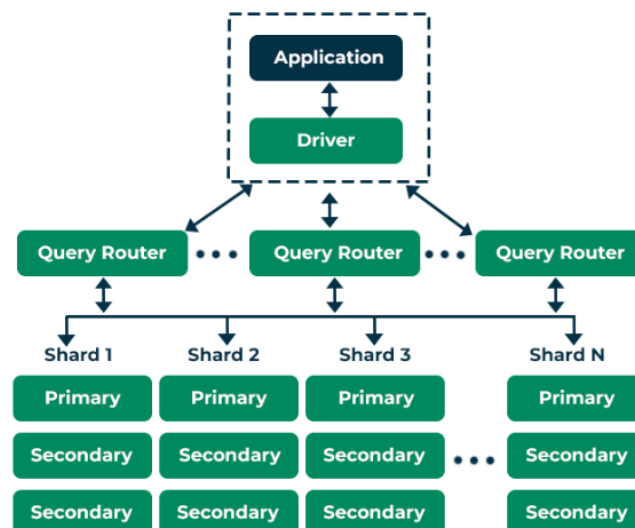 Application
Driver
Query Router
Query Router
Query Router
Shard 1
Shard 2
Shard 3
Shard N
Primary
Primary
Primary
Primary
Secondary
Secondary
Secondary
Secondary
Secondary
Secondary
Secondary
Secondary